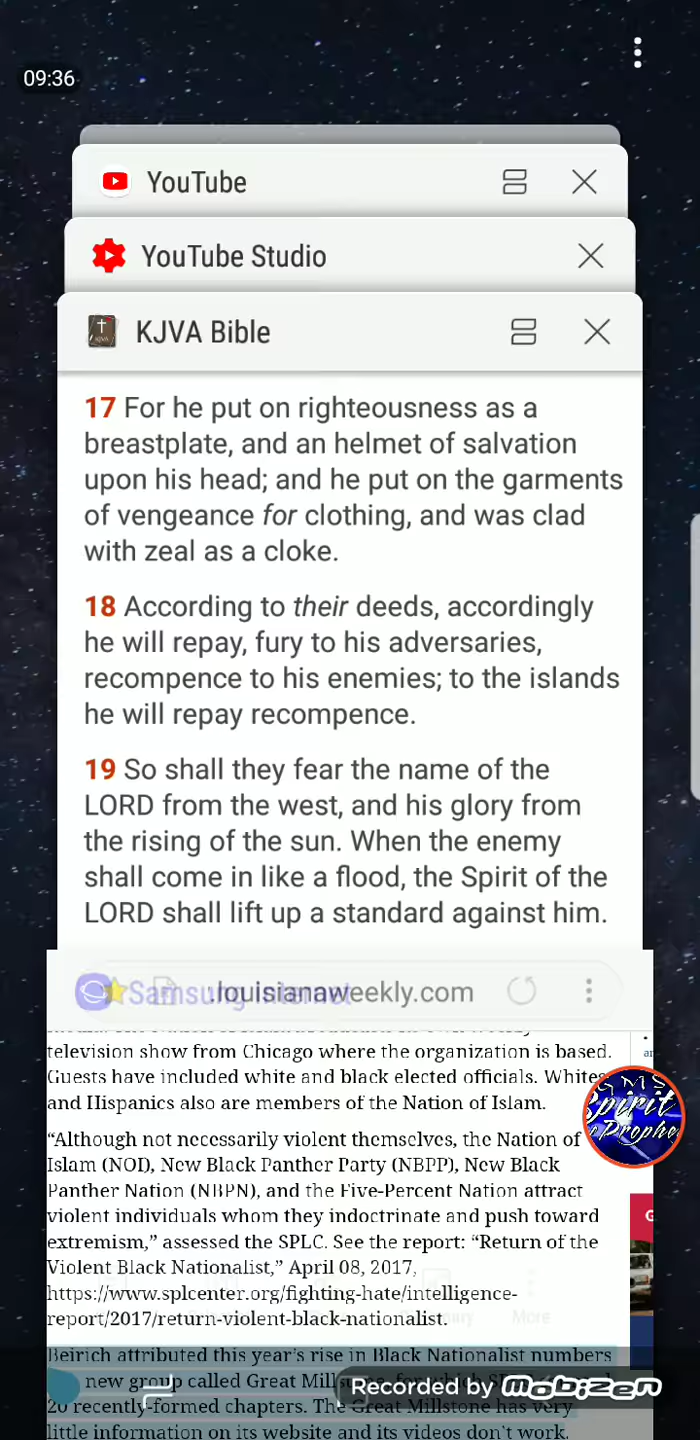 09:36
YouTube
YouTube Studio
KJVA Bible
17 For he put on righteousness as a
breastplate, and an helmet of salvation
upon his head; and he put on the garments
of vengeance for clothing, and was clad
with zeal as a cloke.
18 According to their deeds, accordingly
he will repay, fury to his adversaries,
recompence to his enemies; to the islands
he will repay recompence.
19 So shall they fear the name of the
LORD from the west, and his glory from
the rising of the sun. When the enemy
shall come in like a flood, the Spirit of the
LORD shall lift up a standard against him.
Samsung Internet
louisianaweekly.com
television show from Chicago where the organization is based.
Guests have included white and black elected officials. Whites
and Hispanics also are members of the Nation of Islam.
GMS
Spirit
Prophe
“Although not necessarily violent themselves, the Nation of
Islam (NOI), New Black Panther Party (NBPP), New Black
Panther Nation (NBPN), and the Five-Percent Nation attract
violent individuals whom they indoctrinate and push toward
extremism,” assessed the SPLC. See the report: “Return of the
Violent Black Nationalist,” April 08, 2017,
https://www.splcenter.org/fighting-hate/intelligence-
report/2017/return-violent-black-nationalist.
More
Beirich attributed this year’s rise in Black Nationalist numbers
new group called Great
20 recently-formed chapters. The Great Millstone has very
little information on its website and its videos don’t work.
Recorded by Mobizen